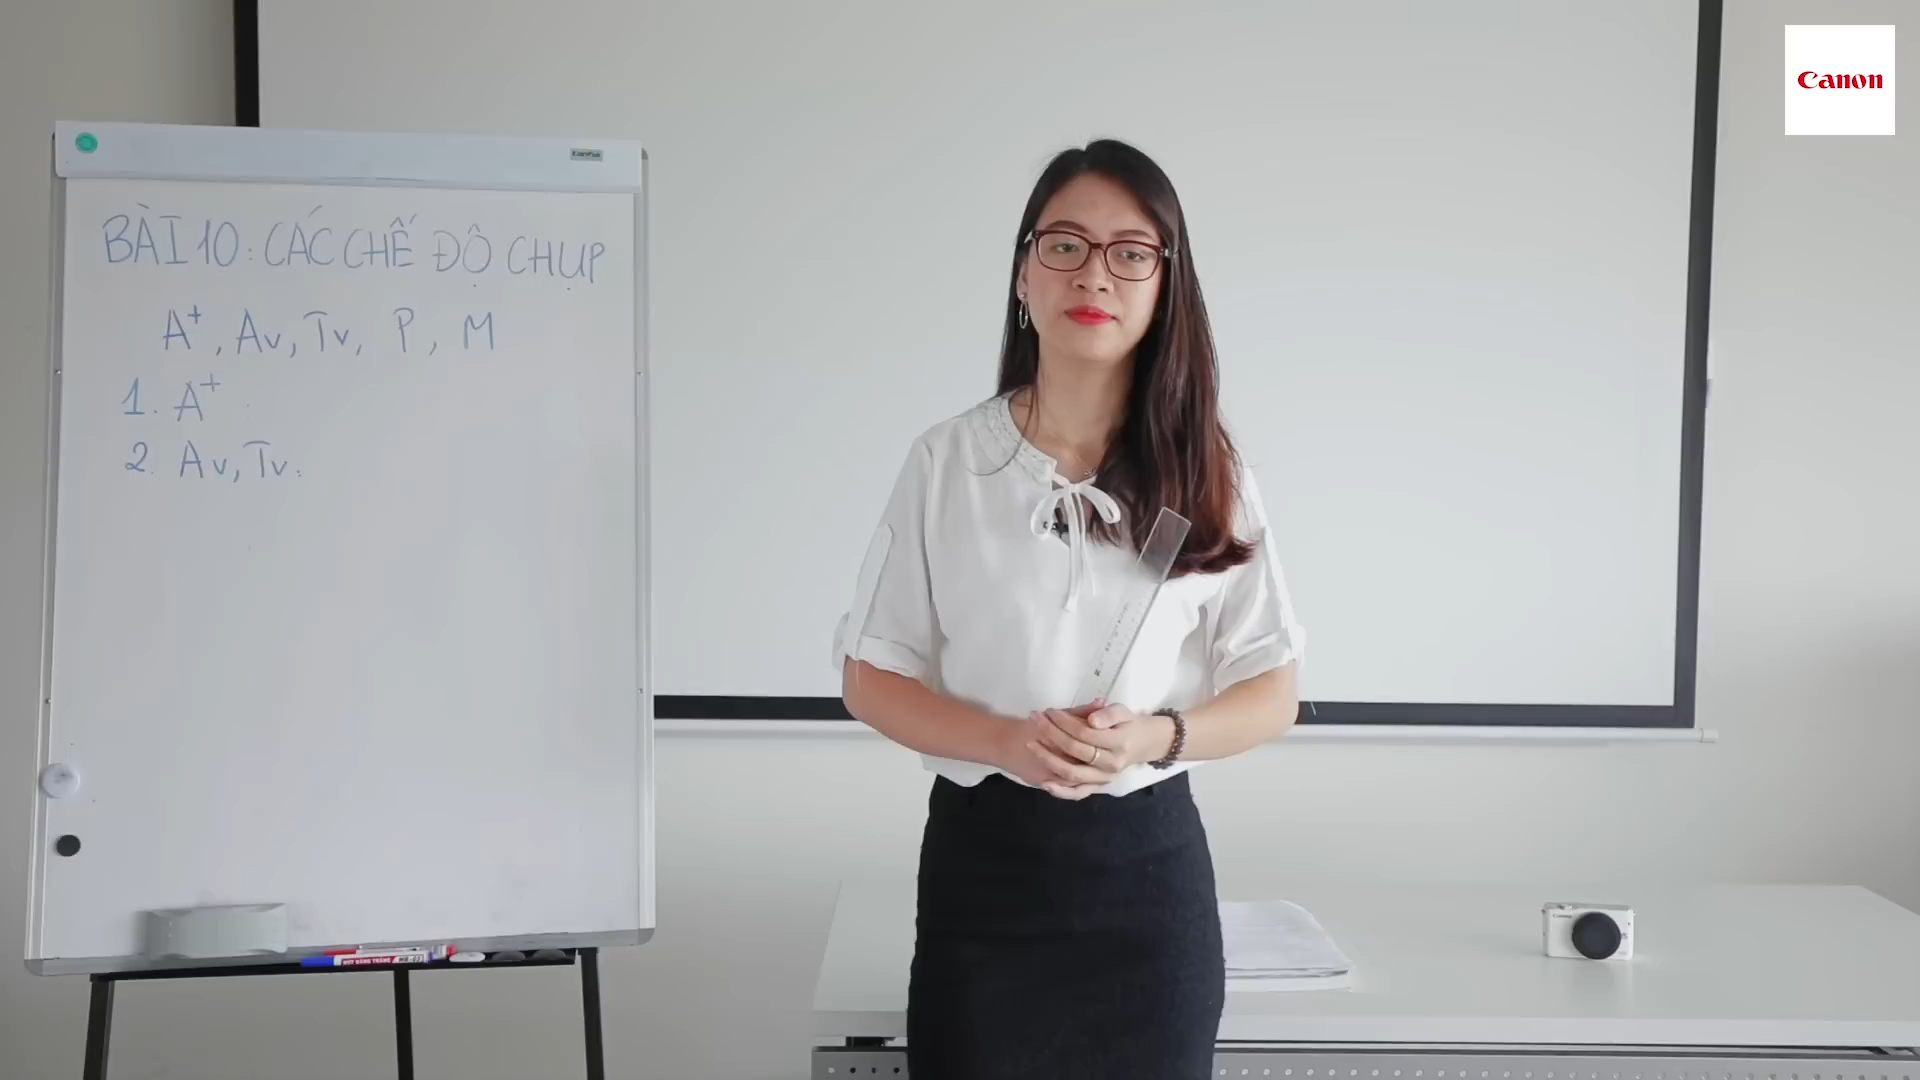 BÀI 10: CÁC CHẾ ĐỘ CHỤP
A+, Av, Tv, P, M
1. A+
2. Av, Tv:
Canon